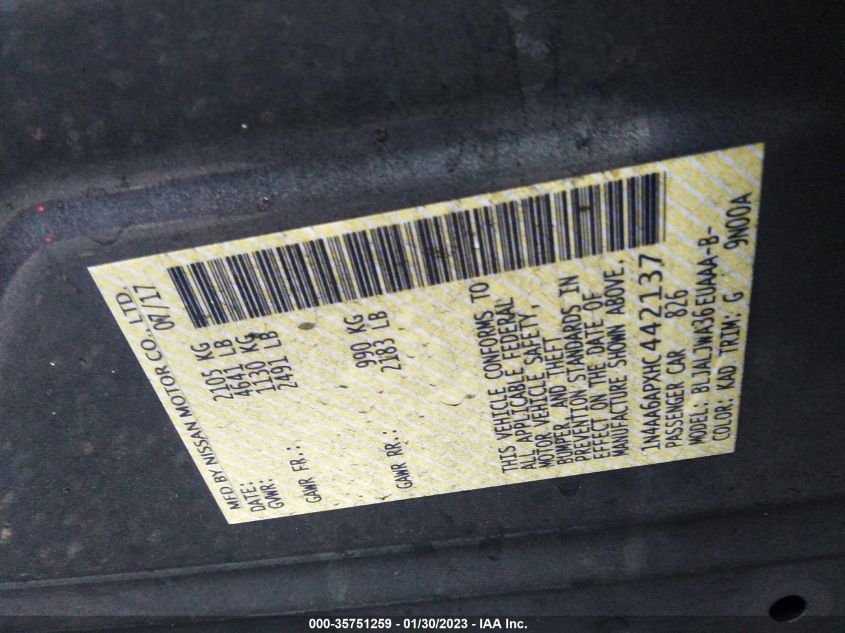 MFD BY NISSAN MOTOR CO., LTD.
DATE: 07/17
GVWR: 2105 KG
4641 LB
GAWR FR.: 1130 KG
2491 LB
GAWR RR.: 990 KG
2183 LB
THIS VEHICLE CONFORMS TO
ALL APPLICABLE FEDERAL
MOTOR VEHICLE SAFETY,
BUMPER, AND THEFT
PREVENTION STANDARDS IN
EFFECT ON THE DATE OF
MANUFACTURE SHOWN ABOVE.
1N4AA6APXHC442137
PASSENGER CAR 826
MODEL: BLJALJWR36EUAAA-B-
COLOR: KAD TRIM: G 9N00A
000-35751259 — 01/30/2023 - IAA Inc.